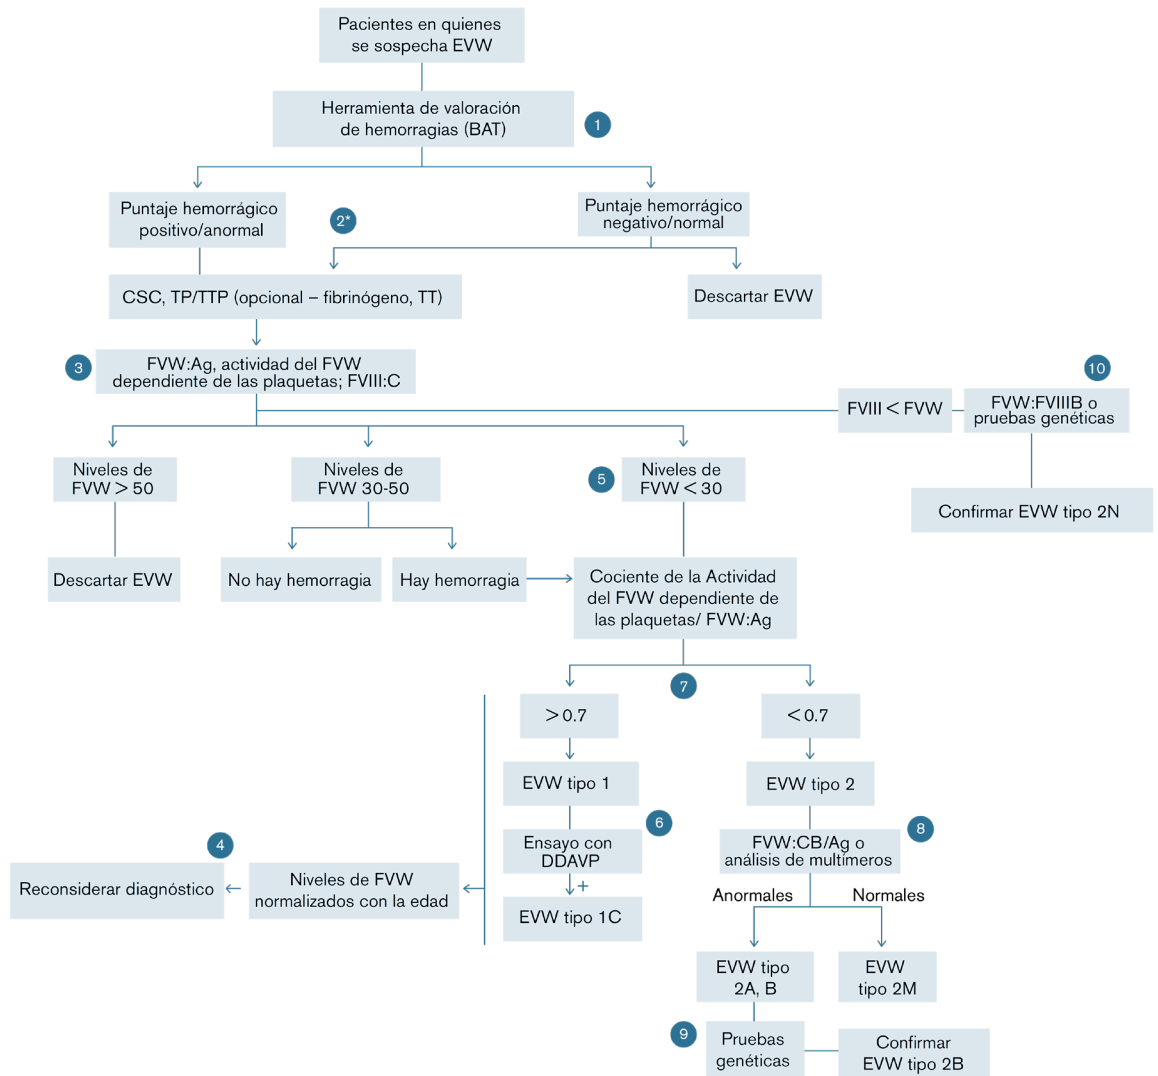 Pacientes en quienes
se sospecha EVW
Herramienta de valoración
de hemorragias (BAT)
1
Puntaje hemorrágico
positivo/anormal
2*
Puntaje hemorrágico
negativo/normal
CSC, TP/TTP (opcional – fibrinógeno, TT)
Descartar EVW
3
FVW:Ag, actividad del FVW
dependiente de las plaquetas; FVIII:C
10
FVIII < FVW
FVW:FVIIIB o
pruebas genéticas
Niveles de
FVW > 50
Niveles de
FVW 30-50
5
Niveles de
FVW < 30
Confirmar EVW tipo 2N
Descartar EVW
No hay hemorragia
Hay hemorragia
Cociente de la Actividad
del FVW dependiente de
las plaquetas/ FVW:Ag
7
> 0.7
< 0.7
EVW tipo 1
EVW tipo 2
6
Ensayo con
DDAVP
8
FVW:CB/Ag o
análisis de multímeros
4
Reconsiderar diagnóstico
Niveles de FVW
normalizados con la edad
+
EVW tipo 1C
Anormales
Normales
EVW tipo
2A, B
EVW
tipo 2M
9
Pruebas
genéticas
Confirmar
EVW tipo 2B